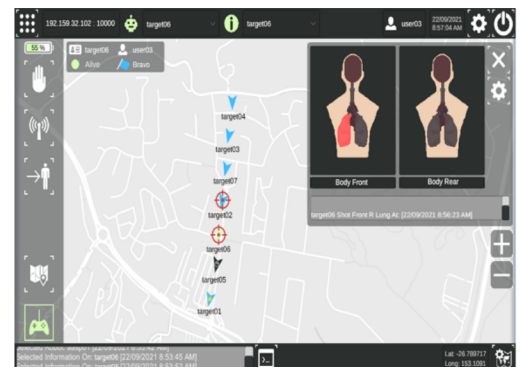 192.159.32.102 : 10000
target06
target06
user03
22/09/2021
8:57:04 AM
55 %
target06
user03
Alive
Bravo
target04
target03
target07
target02
target06
target05
target01
Body Front
Body Rear
target06 Shot Front R Lung At: [22/09/2021 8:56:23 AM]
Selected Information On: target06 [22/09/2021 8:53:45 AM]
Lat: -26.789717
Long: 153.1091